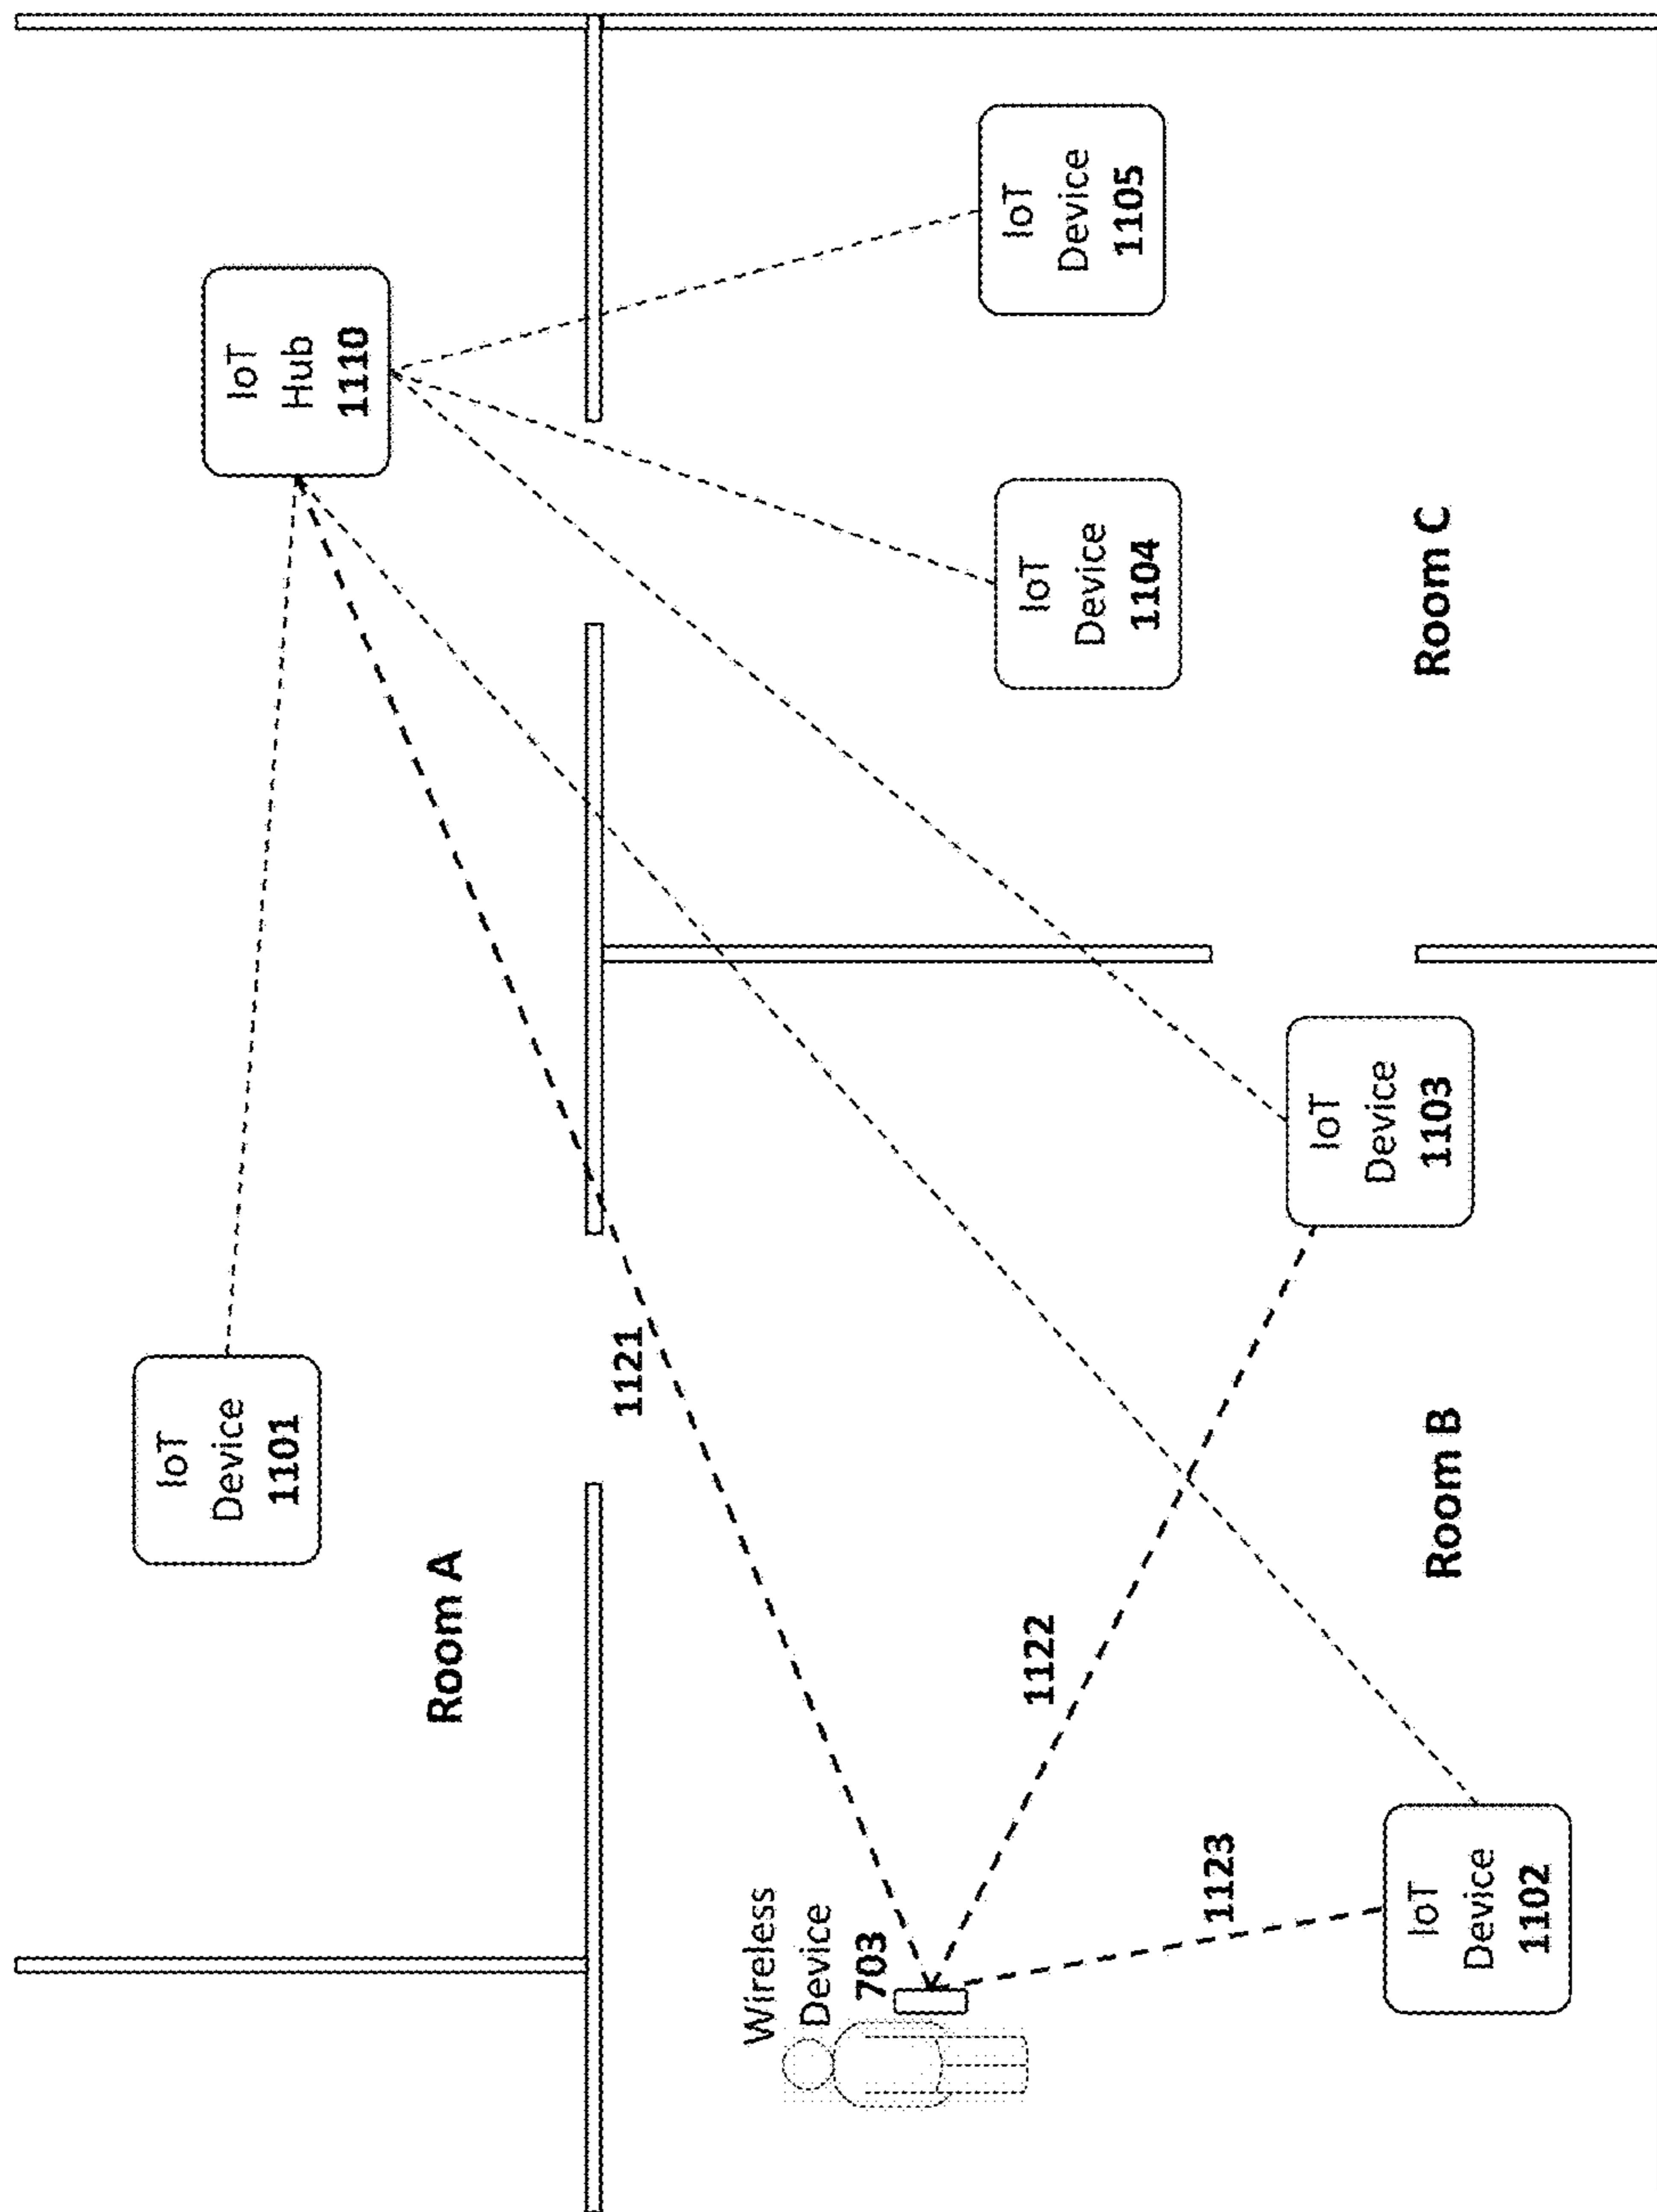 IoT
Device
1101
IoT
Hub
1110
Room A
1121
Wireless
Device
703
1122
1123
IoT
Device
1104
IoT
Device
1105
IoT
Device
1102
IoT
Device
1103
Room B
Room C